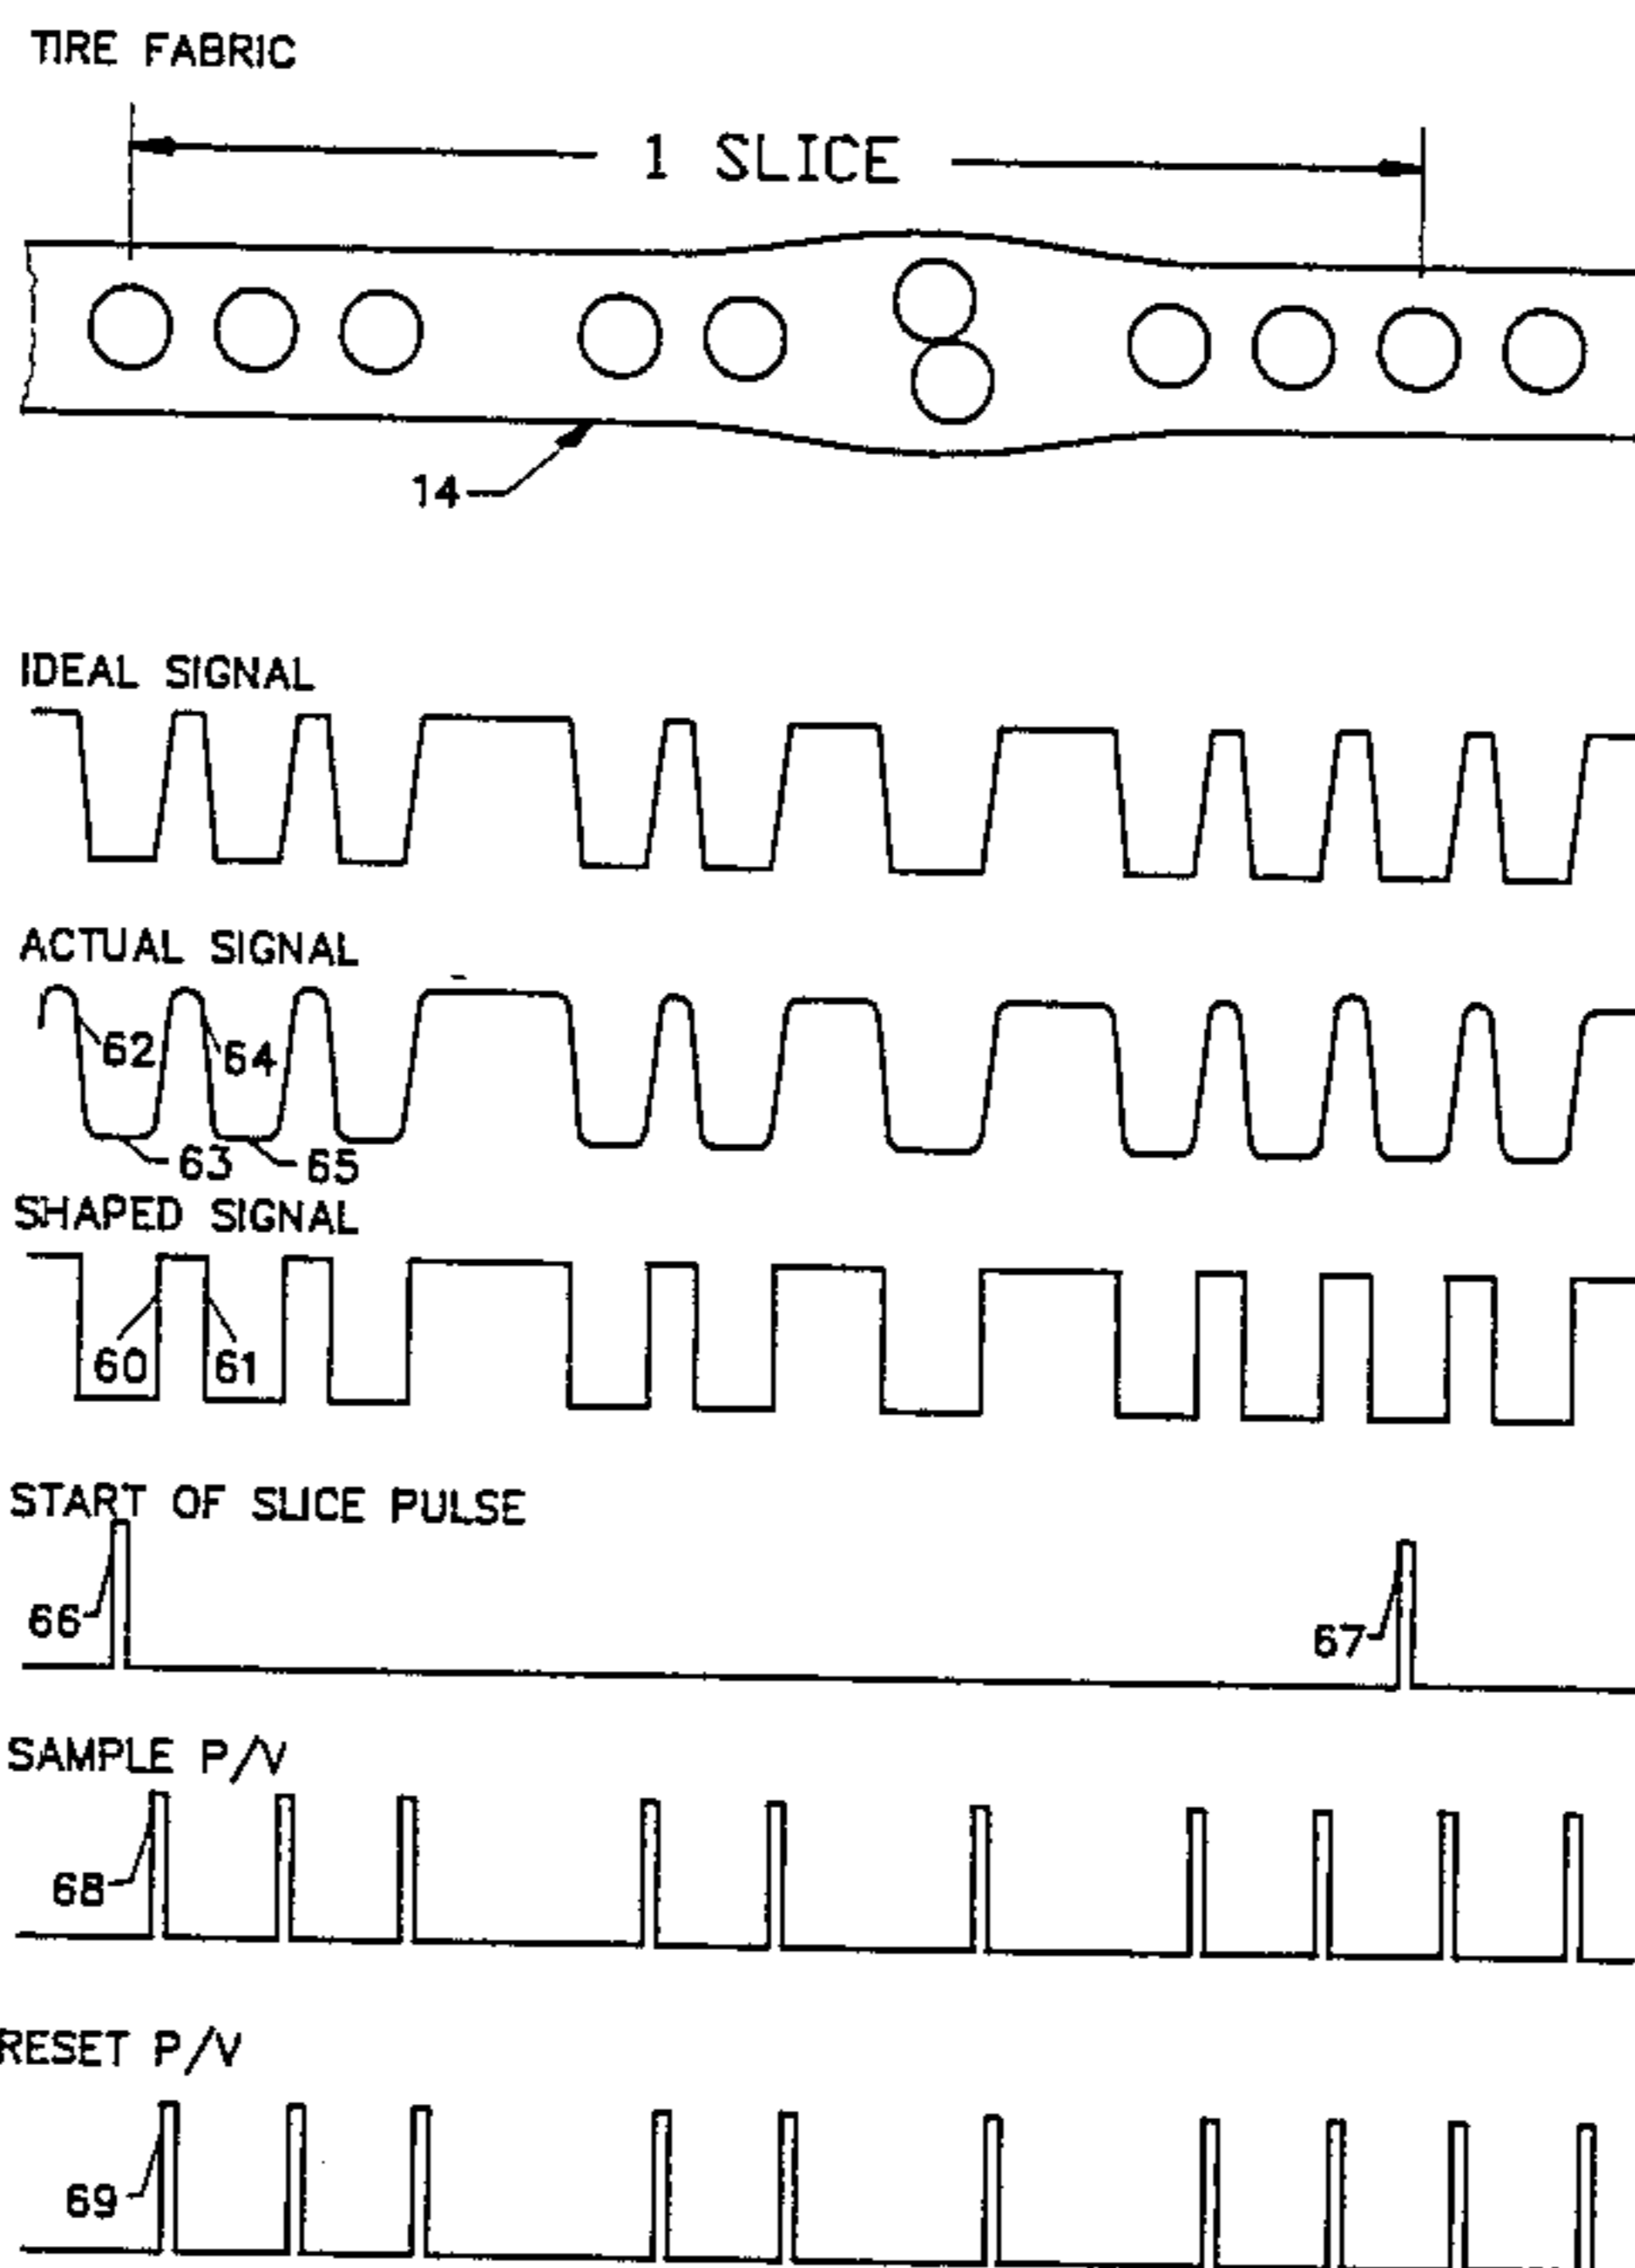 TIRE FABRIC
1 SLICE
14
IDEAL SIGNAL
ACTUAL SIGNAL
62
64
63
65
SHAPED SIGNAL
60
61
START OF SLICE PULSE
66
67
SAMPLE P/V
68
RESET P/V
69